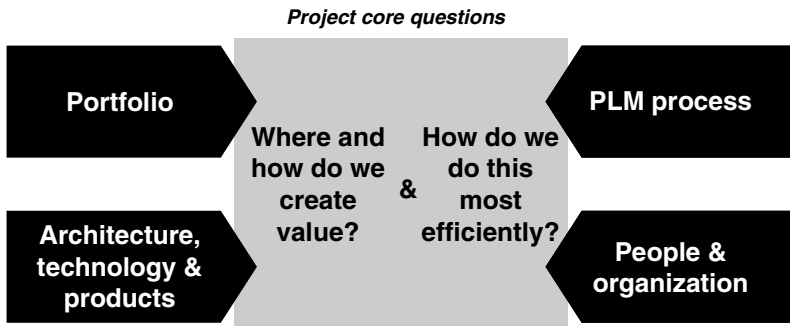 Project core questions
Portfolio
PLM process
Where and
how do we
create
value?
&
How do we
do this
most
efficiently?
Architecture,
technology &
products
People &
organization